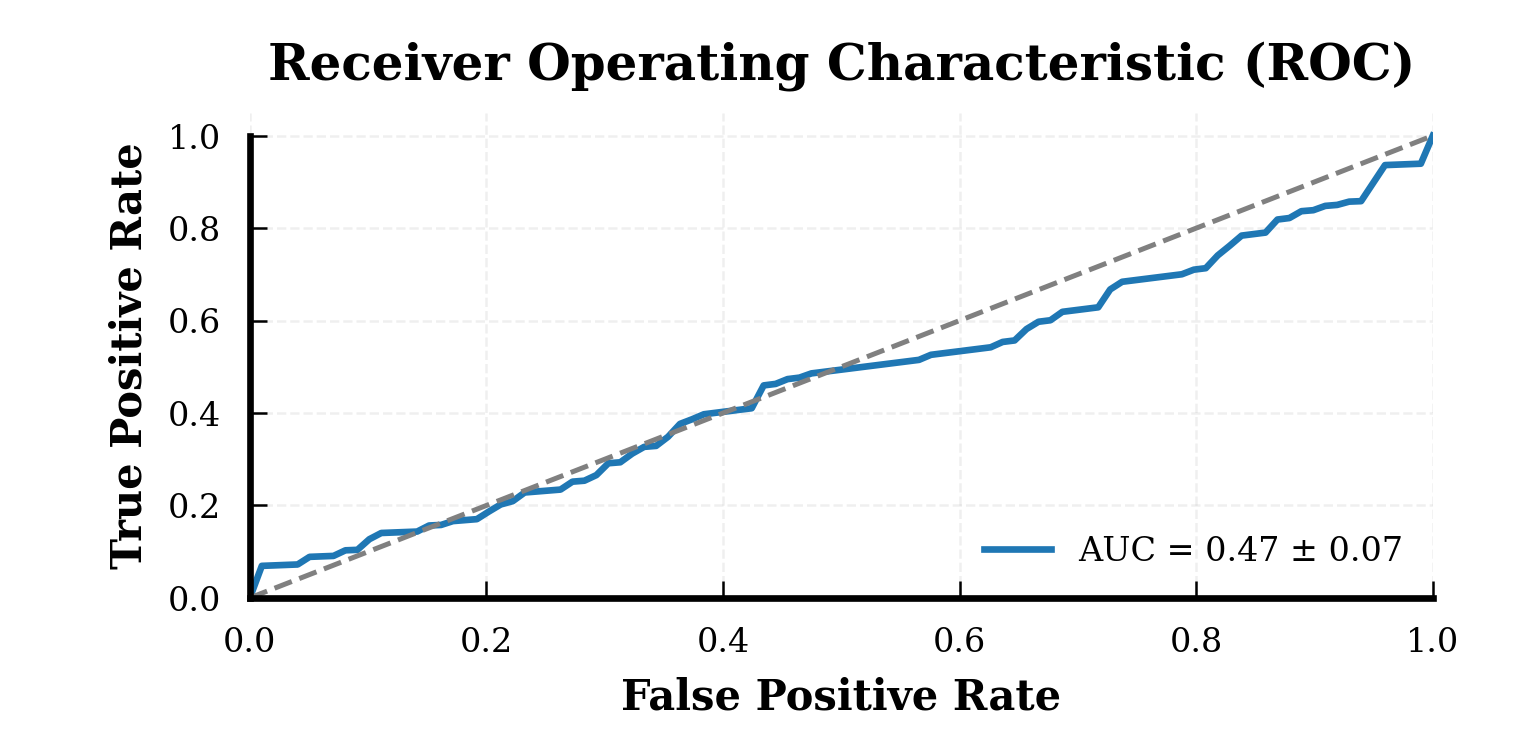 Receiver Operating Characteristic (ROC)
True Positive Rate
1.0
0.8
0.6
0.4
0.2
0.0
AUC = 0.47 ± 0.07
0.0 0.2 0.4 0.6 0.8 1.0
False Positive Rate